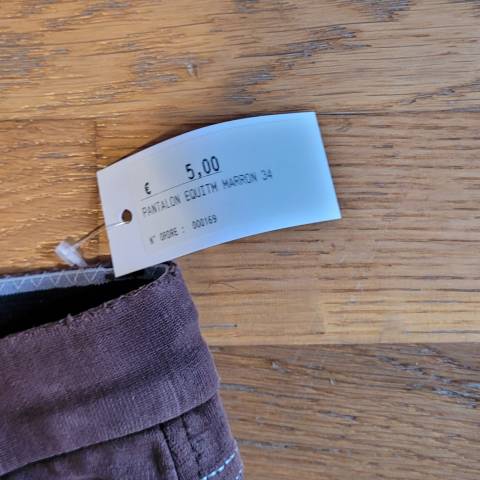 € 5,00
PANTALON EQUITM MARRON 34
N° ORDRE : 000169